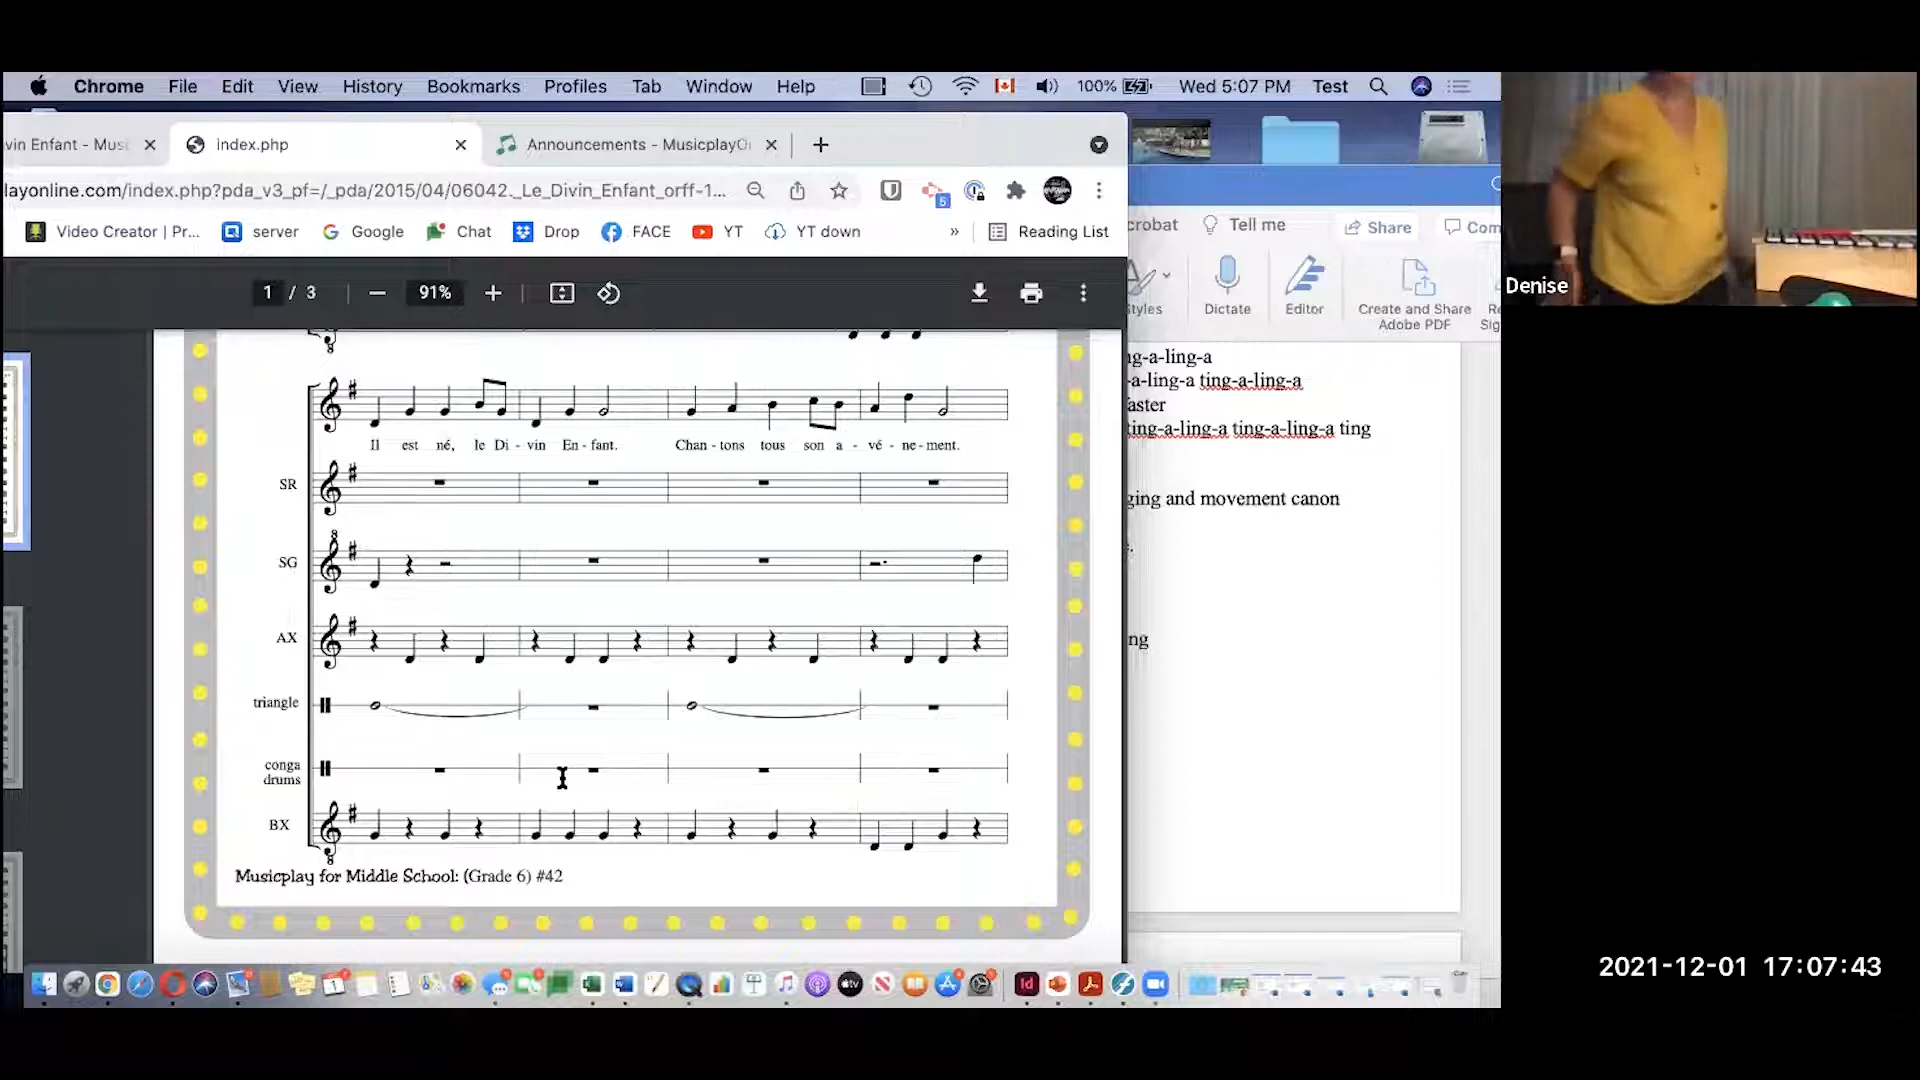 Chrome File Edit View History Bookmarks Profiles Tab Window Help 100% Wed 5:07 PM Test
vin Enfant - Mus index.php Announcements - MusicplayO
layonline.com/index.php?pda_v3_pf=/_pda/2015/04/06042._Le_Divin_Enfant_orff-1... 5
Video Creator | Pr... server Google Chat Drop FACE YT YT down » Reading List
1 / 3 91%
Il est né, le Di - vin En - fant. Chan - tons tous son a - vé - ne - ment.
SR
SG
AX
triangle
conga
drums
BX
Musicplay for Middle School: (Grade 6) #42
crobat Tell me Share Com
Styles Dictate Editor Create and Share
Adobe PDF
Sig
ng-a-ling-a
-a-ling-a ting-a-ling-a
faster
ting-a-ling-a ting-a-ling-a ting
ging and movement canon
ng
Denise
2021-12-01 17:07:43